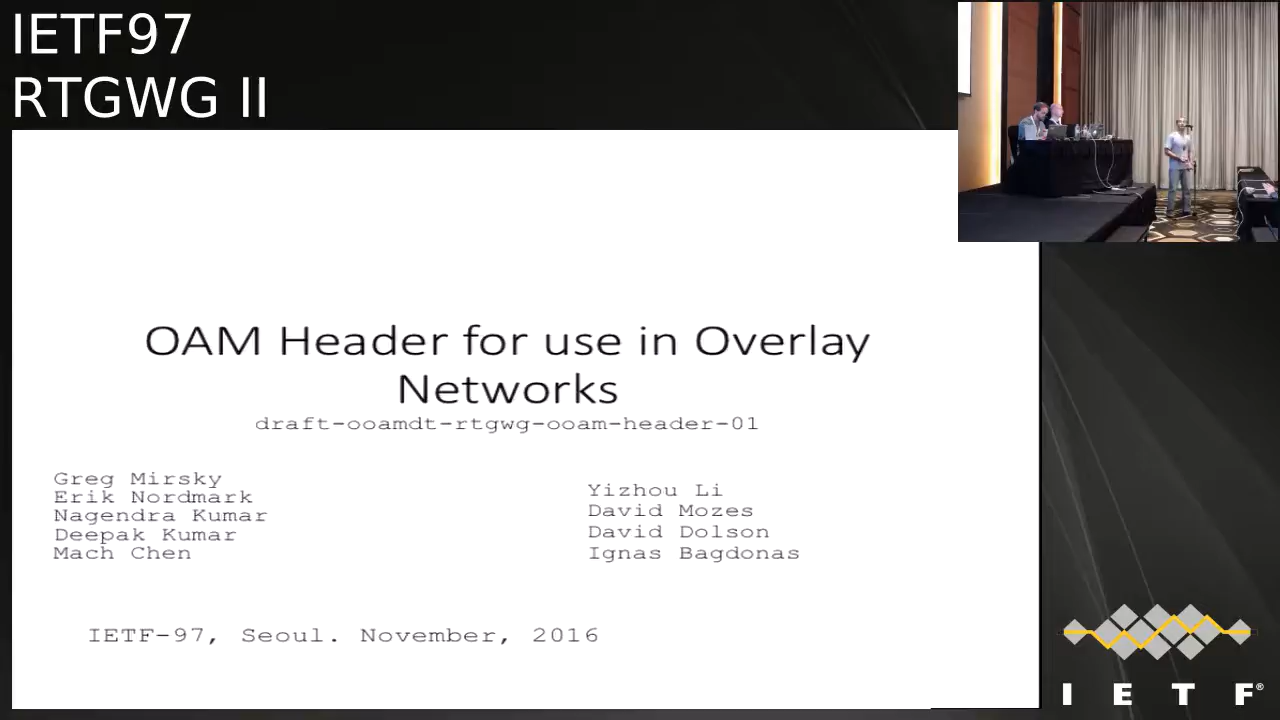 IETF97
RTGWG II
OAM Header for use in Overlay
Networks
draft-ooamdt-rtgwg-ooam-header-01
Greg Mirsky
Erik Nordmark
Nagendra Kumar
Deepak Kumar
Mach Chen
Yizhou Li
David Mozes
David Dolson
Ignas Bagdonas
IETF-97, Seoul. November, 2016
I E T F®